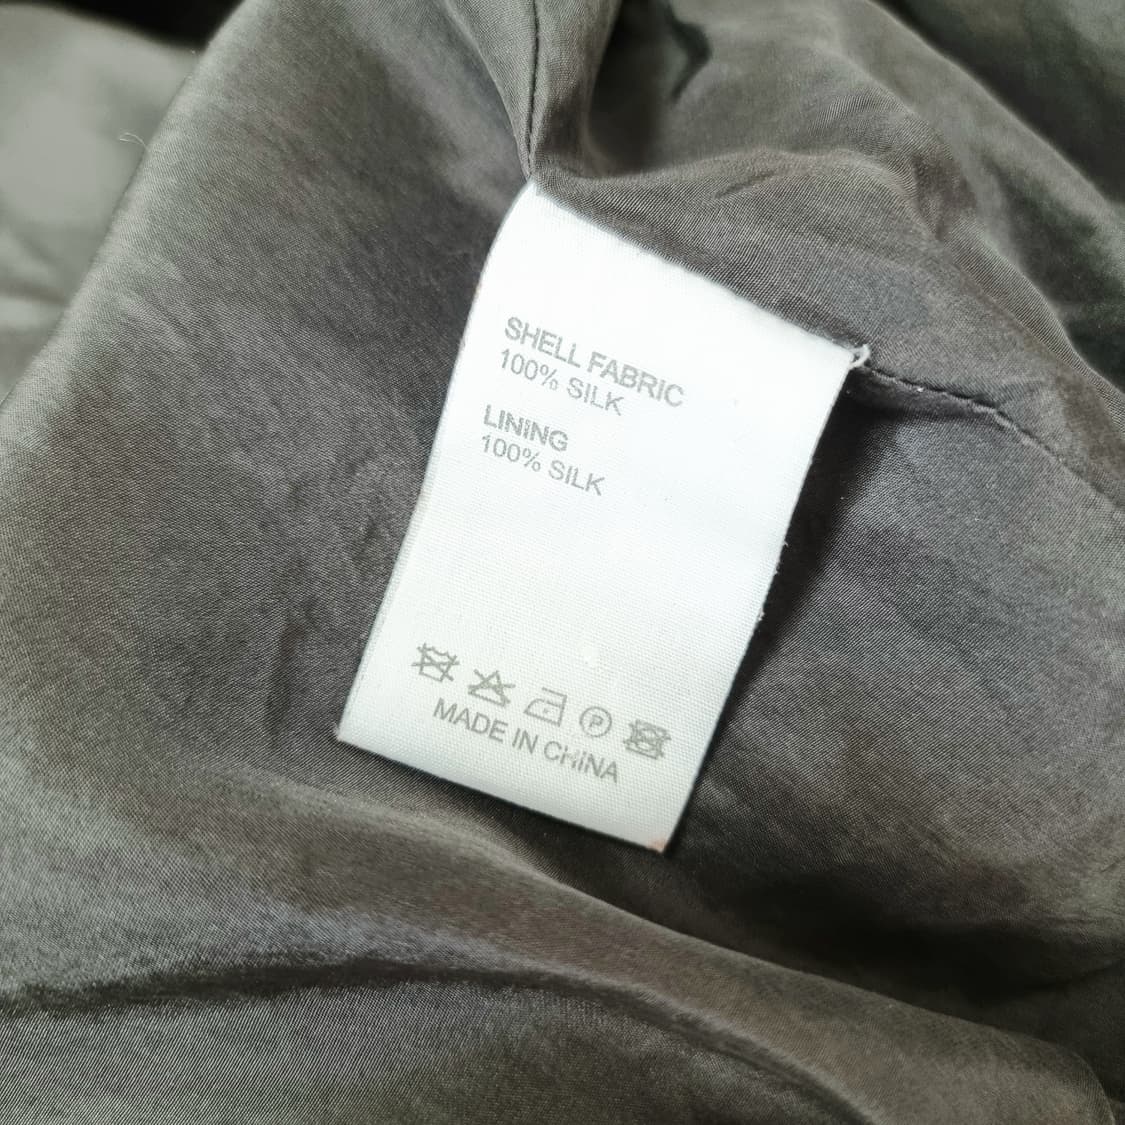 SHELL FABRIC
100% SILK
LINING
100% SILK
P
MADE IN CHINA